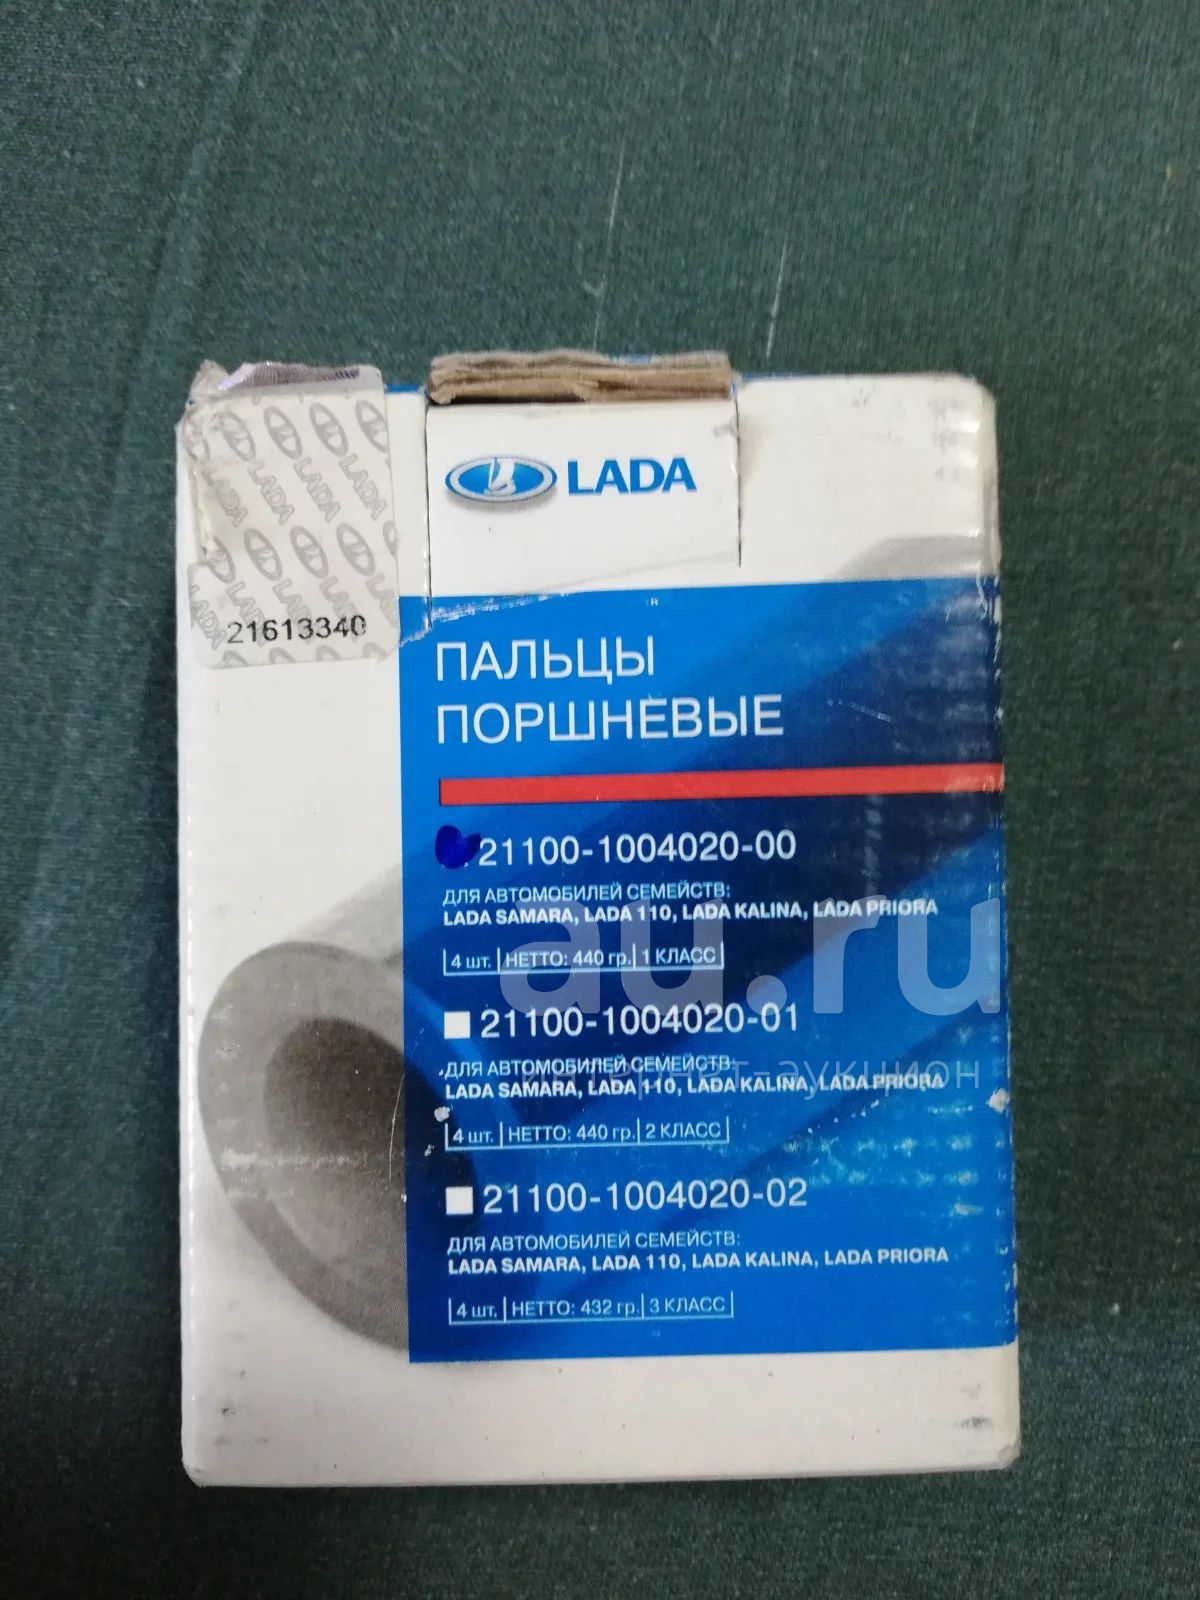 LADA
21613340
ПАЛЬЦЫ
ПОРШНЕВЫЕ
21100-1004020-00
ДЛЯ АВТОМОБИЛЕЙ СЕМЕЙСТВ:
LADA SAMARA, LADA 110, LADA KALINA, LADA PRIORA
4 шт. НЕТТО: 440 гр. 1 КЛАСС
au.ru
21100-1004020-01
интернет-аукцион
ДЛЯ АВТОМОБИЛЕЙ СЕМЕЙСТВ:
LADA SAMARA, LADA 110, LADA KALINA, LADA PRIORA
4 шт. НЕТТО: 440 гр. 2 КЛАСС
21100-1004020-02
ДЛЯ АВТОМОБИЛЕЙ СЕМЕЙСТВ:
LADA SAMARA, LADA 110, LADA KALINA, LADA PRIORA
4 шт. НЕТТО: 432 гр. 3 КЛАСС